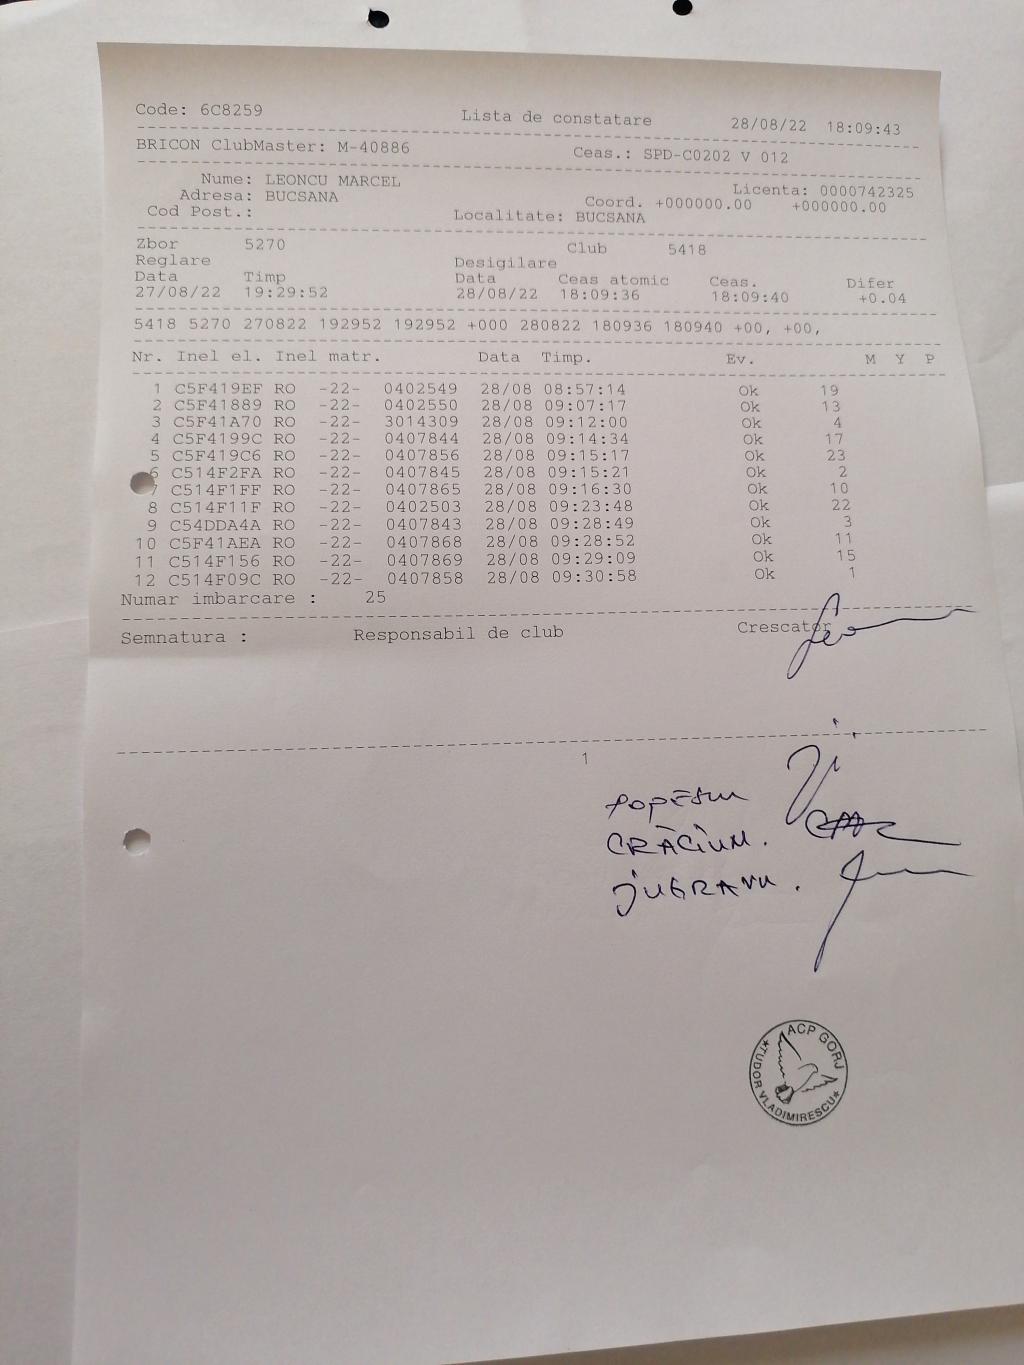 Code: 6C8259 Lista de constatare 28/08/22 18:09:43
BRICON ClubMaster: M-40886 Ceas.: SPD-C0202 V 012
Nume: LEONCU MARCEL Licenta: 0000742325
Adresa: BUCSANA Coord. +000000.00 +000000.00
Cod Post.: Localitate: BUCSANA
Zbor 5270 Club 5418
Reglare Desigilare
Data Timp Data Ceas atomic Ceas. Difer
27/08/22 19:29:52 28/08/22 18:09:36 18:09:40 +0.04
5418 5270 270822 192952 192952 +000 280822 180936 180940 +00, +00,
Nr. Inel el. Inel matr. Data Timp. Ev. M Y P
1 C5F419EF RO -22- 0402549 28/08 08:57:14 Ok 19
2 C5F41889 RO -22- 0402550 28/08 09:07:17 Ok 13
3 C5F41A70 RO -22- 3014309 28/08 09:12:00 Ok 4
4 C5F4199C RO -22- 0407844 28/08 09:14:34 Ok 17
5 C5F419C6 RO -22- 0407856 28/08 09:15:17 Ok 23
6 C514F2FA RO -22- 0407845 28/08 09:15:21 Ok 2
7 C514F1FF RO -22- 0407865 28/08 09:16:30 Ok 10
8 C514F11F RO -22- 0402503 28/08 09:23:48 Ok 22
9 C54DDA4A RO -22- 0407843 28/08 09:28:49 Ok 3
10 C5F41AEA RO -22- 0407868 28/08 09:28:52 Ok 11
11 C514F156 RO -22- 0407869 28/08 09:29:09 Ok 15
12 C514F09C RO -22- 0407858 28/08 09:30:58 Ok 1
Numar imbarcare : 25
Semnatura : Responsabil de club Crescator
1
POPESCU
CRĂCIUM.
JUGRAVU.
ACP GORJ
*TUDOR VLADIMIRESCU*